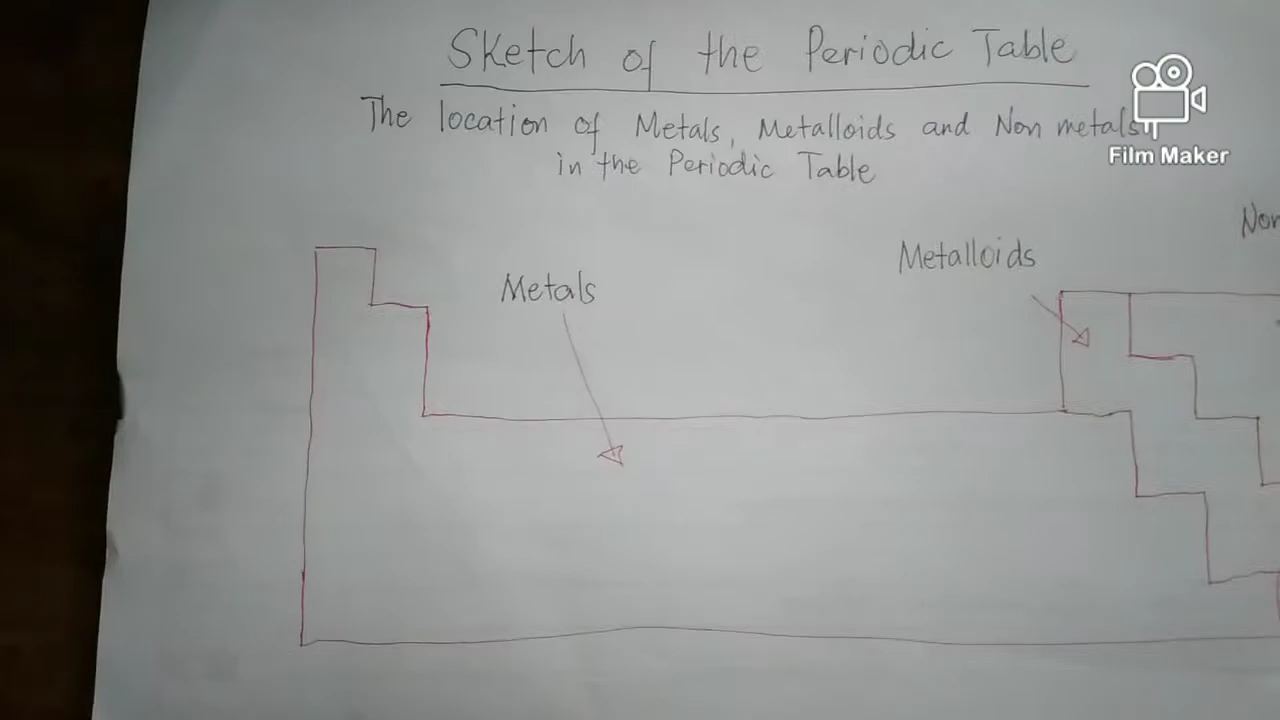 Sketch of the Periodic Table
The location of Metals, Metalloids and Non metals
in the Periodic Table
Film Maker
Non
Metalloids
Metals